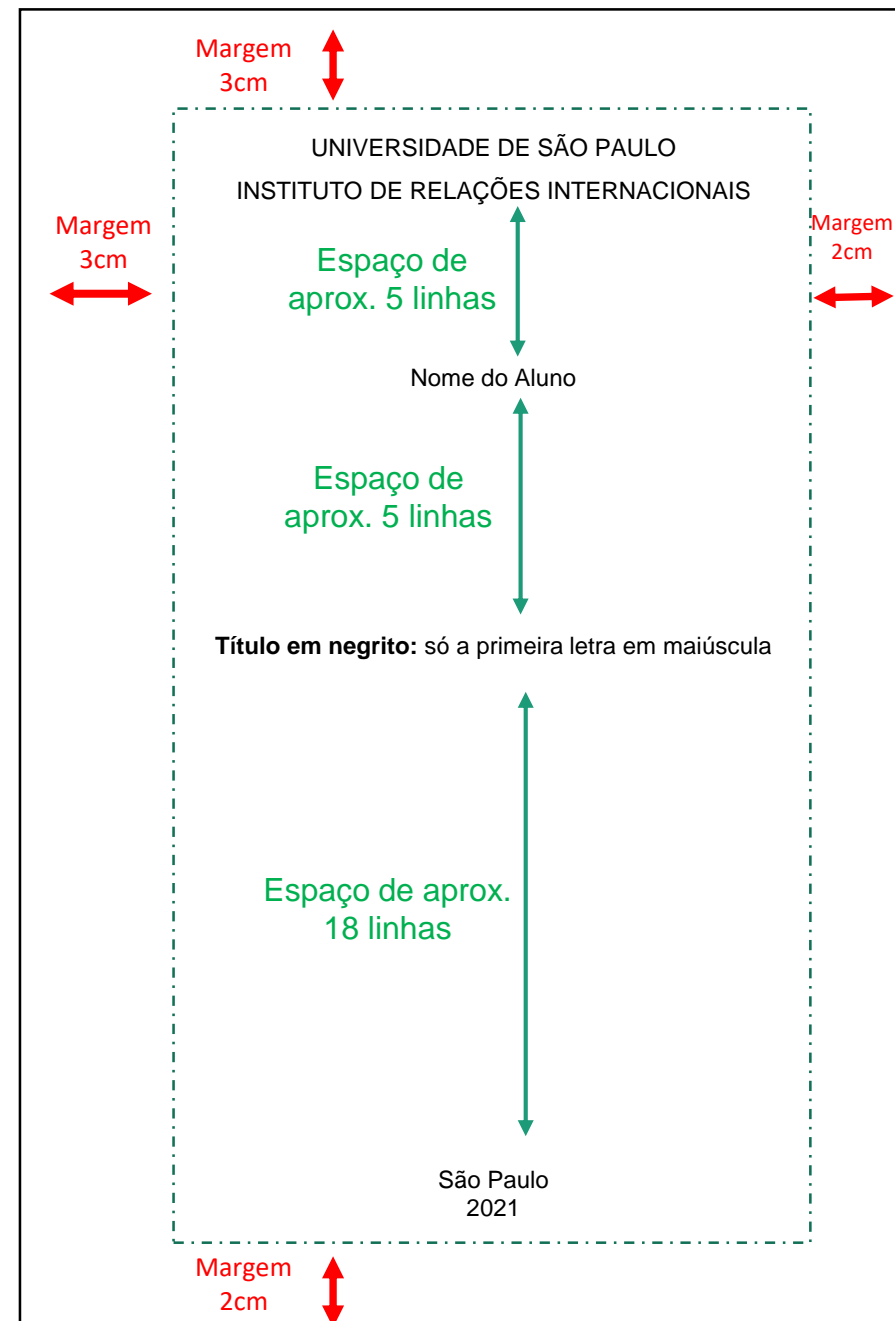 Margem
3cm
UNIVERSIDADE DE SÃO PAULO
INSTITUTO DE RELAÇÕES INTERNACIONAIS
Margem
3cm
Margem
2cm
Espaço de
aprox. 5 linhas
Nome do Aluno
Espaço de
aprox. 5 linhas
Título em negrito: só a primeira letra em maiúscula
Espaço de aprox.
18 linhas
São Paulo
2021
Margem
2cm